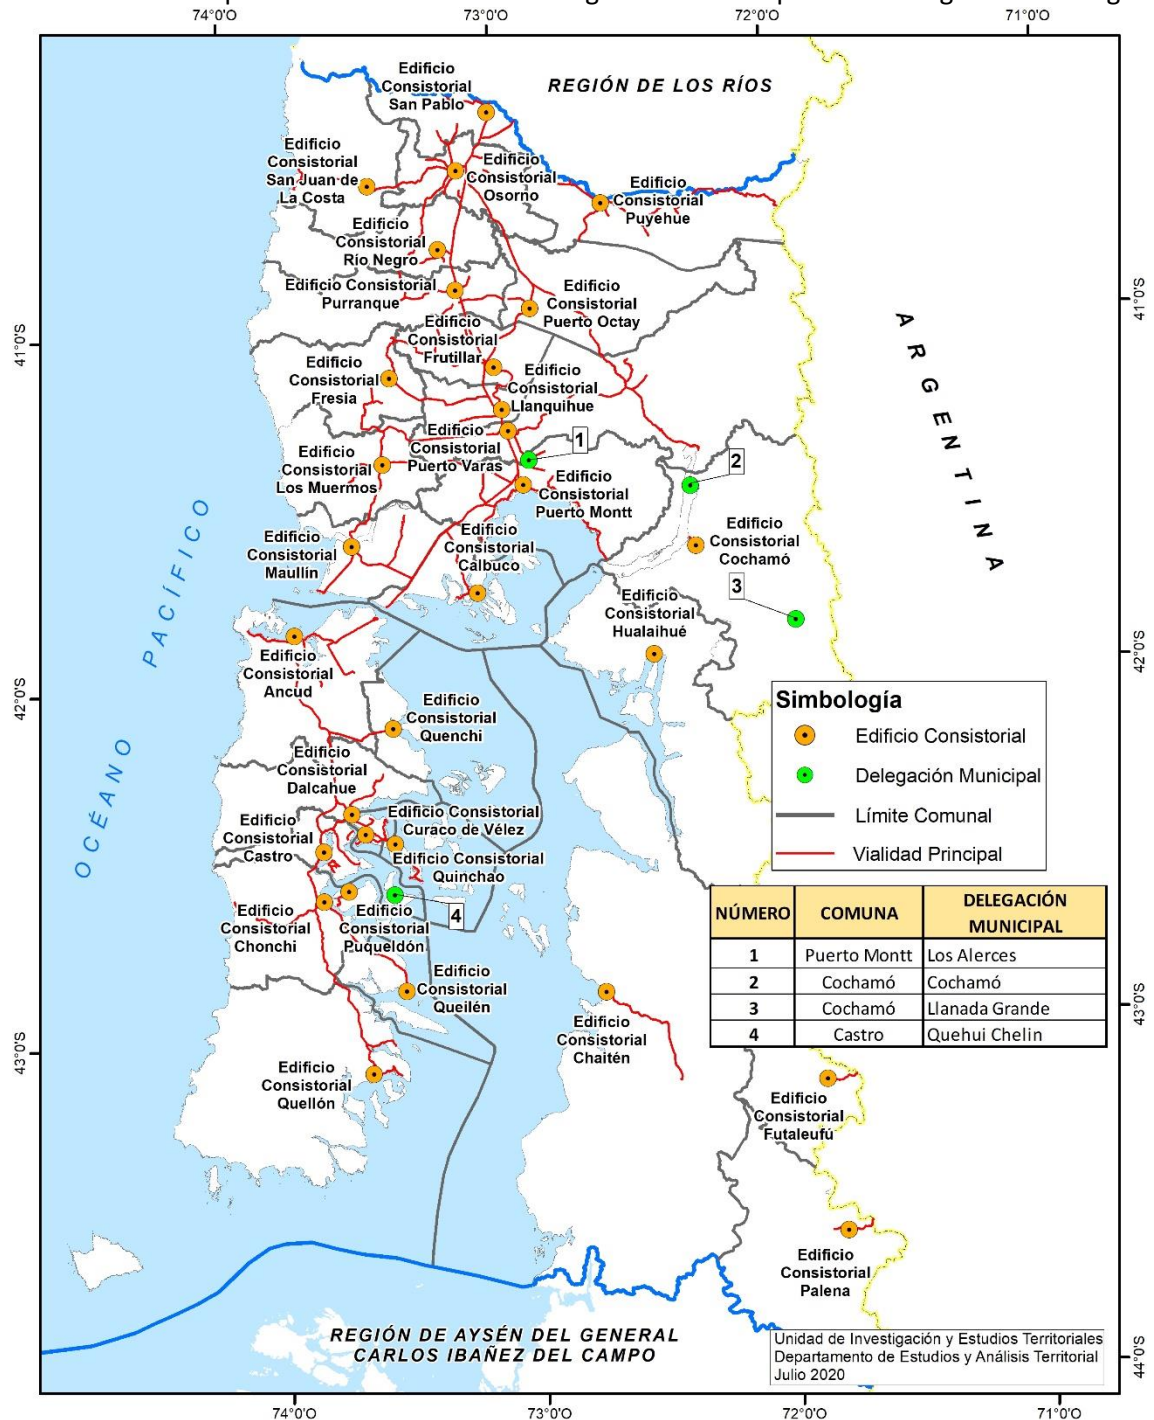 74°0'O
73°0'O
72°0'O
71°0'O
REGIÓN DE LOS RÍOS
Edificio
Consistorial
San Pablo
Edificio
Consistorial
San Juan de
La Costa
Edificio
Consistorial
Osorno
Edificio
Consistorial
Puyehue
Edificio
Consistorial
Río Negro
Edificio Consistorial
Purranque
Edificio
Consistorial
Puerto Octay
41°0'S
41°0'S
Edificio
Consistorial
Frutillar
Edificio
Consistorial
Fresia
Edificio
Consistorial
Llanquihue
Edificio
Consistorial
Puerto Varas
1
2
Edificio
Consistorial
Los Muermos
Edificio
Consistorial
Puerto Montt
Edificio
Consistorial
Maullín
Edificio
Consistorial
Calbuco
Edificio
Consistorial
Cochamó
3
Edificio
Consistorial
Hualaihué
ARGENTINA
OCÉANO PACÍFICO
Edificio
Consistorial
Ancud
42°0'S
42°0'S
Edificio
Consistorial
Quenchi
Edificio
Consistorial
Dalcahue
Edificio Consistorial
Curaco de Vélez
Edificio
Consistorial
Castro
Edificio Consistorial
Quinchao
4
Edificio
Consistorial
Chonchi
Edificio
Consistorial
Puqueldón
Edificio
Consistorial
Queilén
Edificio
Consistorial
Chaitén
43°0'S
43°0'S
Edificio
Consistorial
Quellón
Edificio
Consistorial
Futaleufú
Edificio
Consistorial
Palena
Simbología
Edificio Consistorial
Delegación Municipal
Límite Comunal
Vialidad Principal
NÚMERO COMUNA DELEGACIÓN MUNICIPAL
1 Puerto Montt Los Alerces
2 Cochamó Cochamó
3 Cochamó Llanada Grande
4 Castro Quehui Chelin
REGIÓN DE AYSÉN DEL GENERAL
CARLOS IBAÑEZ DEL CAMPO
Unidad de Investigación y Estudios Territoriales
Departamento de Estudios y Análisis Territorial
Julio 2020
44°0'S
74°0'O
73°0'O
72°0'O
71°0'O